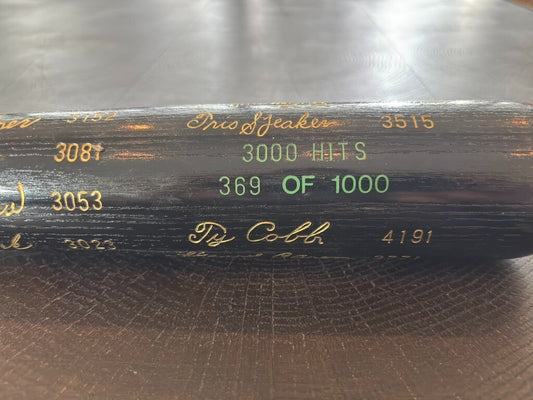 3152
Tris Speaker 3515
3081
3000 HITS
369 OF 1000
3053
Ty Cobb 4191
3023